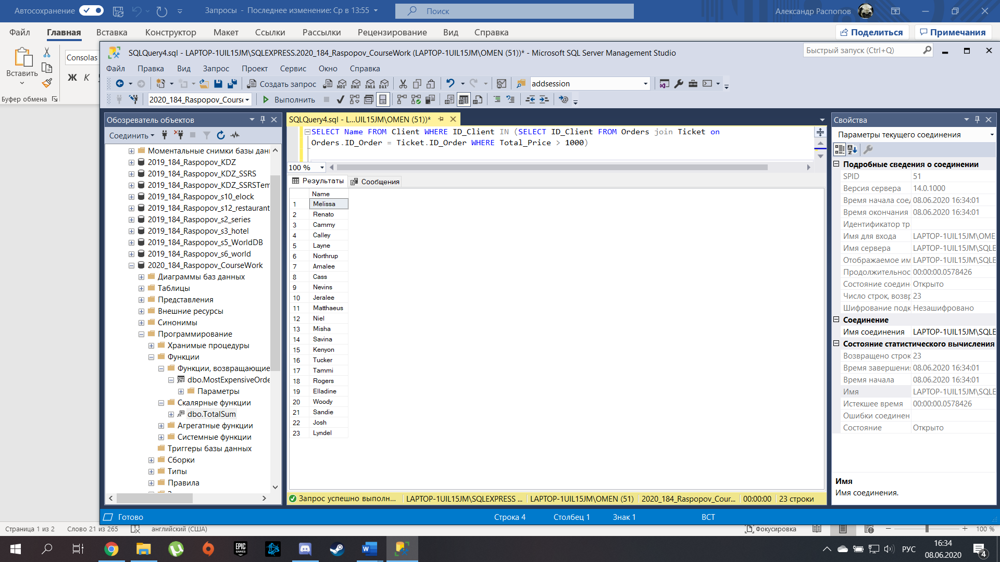 Автосохранение
Запросы - Последнее изменение: Ср в 13:55
Поиск
Александр Распопов
Файл Главная Вставка Конструктор Макет Ссылки Рассылки Рецензирование Вид Справка
Поделиться
Примечания
Вставить
Consolas
Ж К
Буфер обмена
SQLQuery4.sql - LAPTOP-1UIL15JM\SQLEXPRESS.2020_184_Raspopov_CourseWork (LAPTOP-1UIL15JM\OMEN (51))* - Microsoft SQL Server Management Studio
Быстрый запуск (Ctrl+Q)
Файл Правка Вид Запрос Проект Сервис Окно Справка
Создать запрос
MDX DMX XMLA DAX
addsession
2020_184_Raspopov_Course
Выполнить
Обозреватель объектов
Соединить
Моментальные снимки базы дан
2019_184_Raspopov_KDZ
2019_184_Raspopov_KDZ_SSRS
2019_184_Raspopov_KDZ_SSRSTem
2019_184_Raspopov_s10_elock
2019_184_Raspopov_s12_restaurant
2019_184_Raspopov_s2_series
2019_184_Raspopov_s3_hotel
2019_184_Raspopov_s5_WorldDB
2019_184_Raspopov_s6_world
2020_184_Raspopov_CourseWork
Диаграммы баз данных
Таблицы
Представления
Внешние ресурсы
Синонимы
Программирование
Хранимые процедуры
Функции
Функции, возвращающие
dbo.MostExpensiveOrde
Параметры
Скалярные функции
dbo.TotalSum
Агрегатные функции
Системные функции
Триггеры базы данных
Сборки
Типы
Правила
SQLQuery4.sql - L...UIL15JM\OMEN (51))*
SELECT Name FROM Client WHERE ID_Client IN (SELECT ID_Client FROM Orders join Ticket on
Orders.ID_Order = Ticket.ID_Order WHERE Total_Price > 1000)
100 %
Результаты
Сообщения
Name
1 Melissa
2 Renato
3 Cammy
4 Calley
5 Layne
6 Northrup
7 Amalee
8 Cass
9 Nevins
10 Jeralee
11 Matthaeus
12 Niel
13 Misha
14 Savina
15 Kenyon
16 Tucker
17 Tammi
18 Rogers
19 Elladine
20 Woody
21 Sandie
22 Josh
23 Lyndel
Запрос успешно выполн...
LAPTOP-1UIL15JM\SQLEXPRESS ...
LAPTOP-1UIL15JM\OMEN (51)
2020_184_Raspopov_Cour...
00:00:00
23 строки
Свойства
Параметры текущего соединения
Подробные сведения о соединении
SPID 51
Версия сервера 14.0.1000
Время начала соед 08.06.2020 16:34:01
Время окончания 08.06.2020 16:34:01
Идентификатор тр
Имя для входа LAPTOP-1UIL15JM\OME
Имя сервера LAPTOP-1UIL15JM\SQLE
Отображаемое им LAPTOP-1UIL15JM\SQLE
Продолжительнос 00:00:00.0578426
Состояние соедин Открыто
Число строк, возвр 23
Шифрование подк Незашифровано
Соединение
Имя соединения LAPTOP-1UIL15JM\SQLE
Состояние статистического вычисления
Возвращено строк 23
Время завершени 08.06.2020 16:34:01
Время начала 08.06.2020 16:34:01
Имя LAPTOP-1UIL15JM\SQLE
Истекшее время 00:00:00.0578426
Ошибки соединен
Состояние Открыто
Имя
Имя соединения.
Готово
Строка 4
Столбец 1
Знак 1
ВСТ
Страница 1 из 2
Слово 21 из 265
английский (США)
Фокусировка
100 %
EPIC GAMES
РУС
16:34
08.06.2020
4